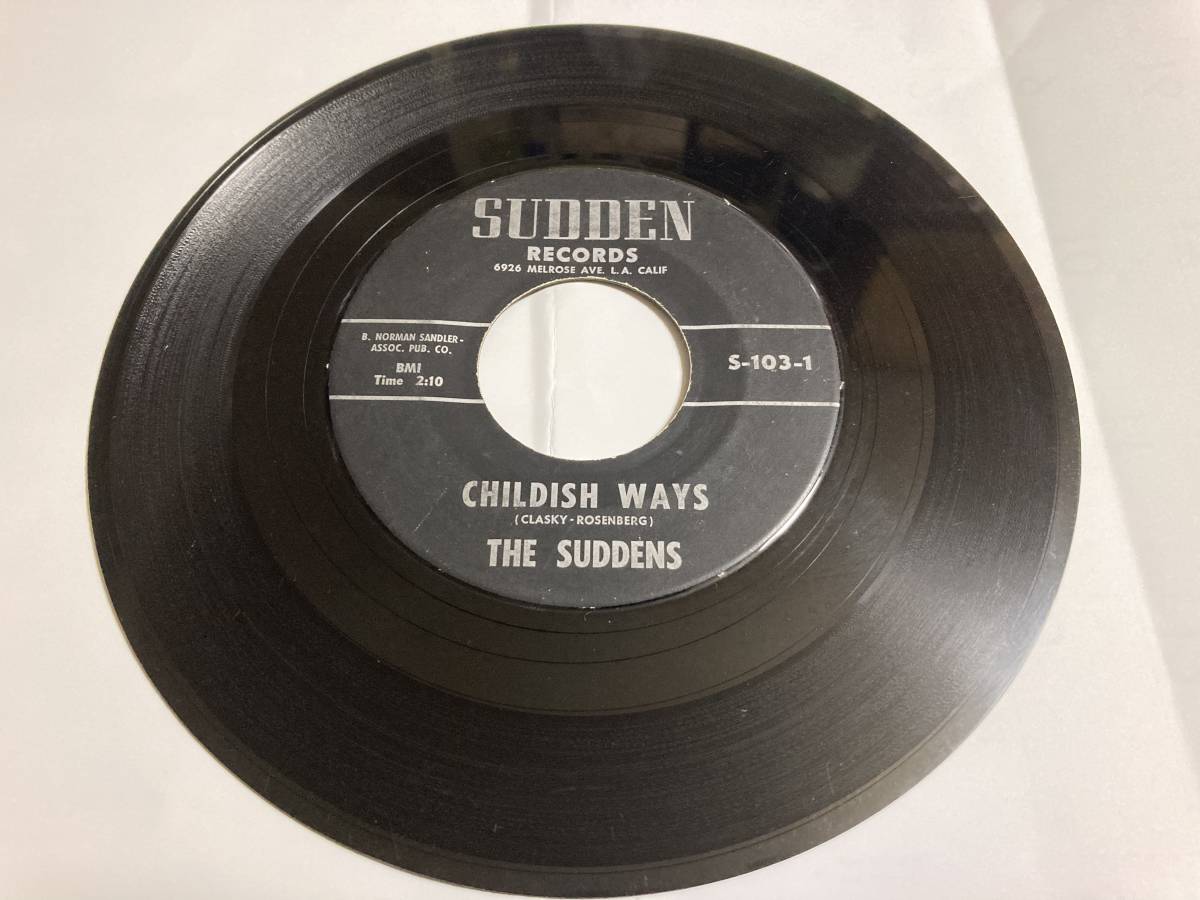 SUDDEN
RECORDS
6926 MELROSE AVE. L.A. CALIF
B. NORMAN SANDLER-
ASSOC. PUB. CO.
BMI
Time 2:10
S-103-1
CHILDISH WAYS
(CLASKY-ROSENBERG)
THE SUDDENS